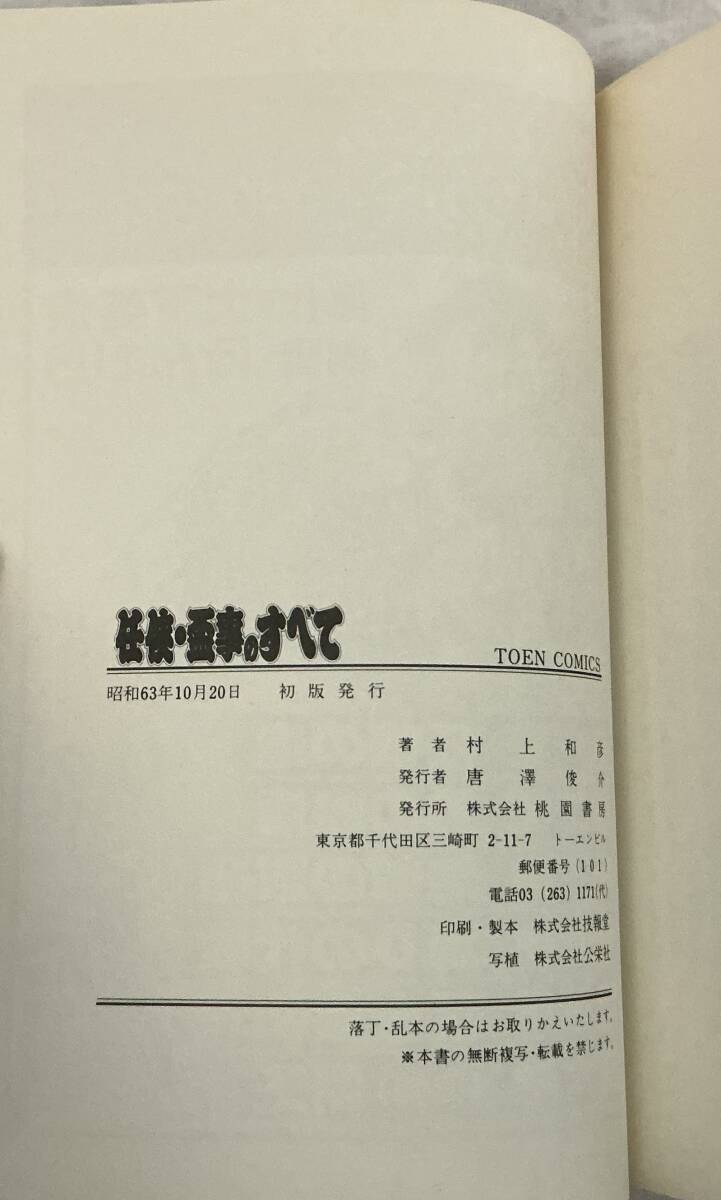 任侠・盃事のすべて
TOEN COMICS
昭和63年10月20日 初版発行
著者 村上和彦
発行者 唐澤俊介
発行所 株式会社桃園書房
東京都千代田区三崎町 2-11-7 トーエンビル
郵便番号(101)
電話03(263)1171(代)
印刷・製本 株式会社技報堂
写植 株式会社公栄社
落丁・乱本の場合はお取りかえいたします。
※本書の無断複写・転載を禁じます。